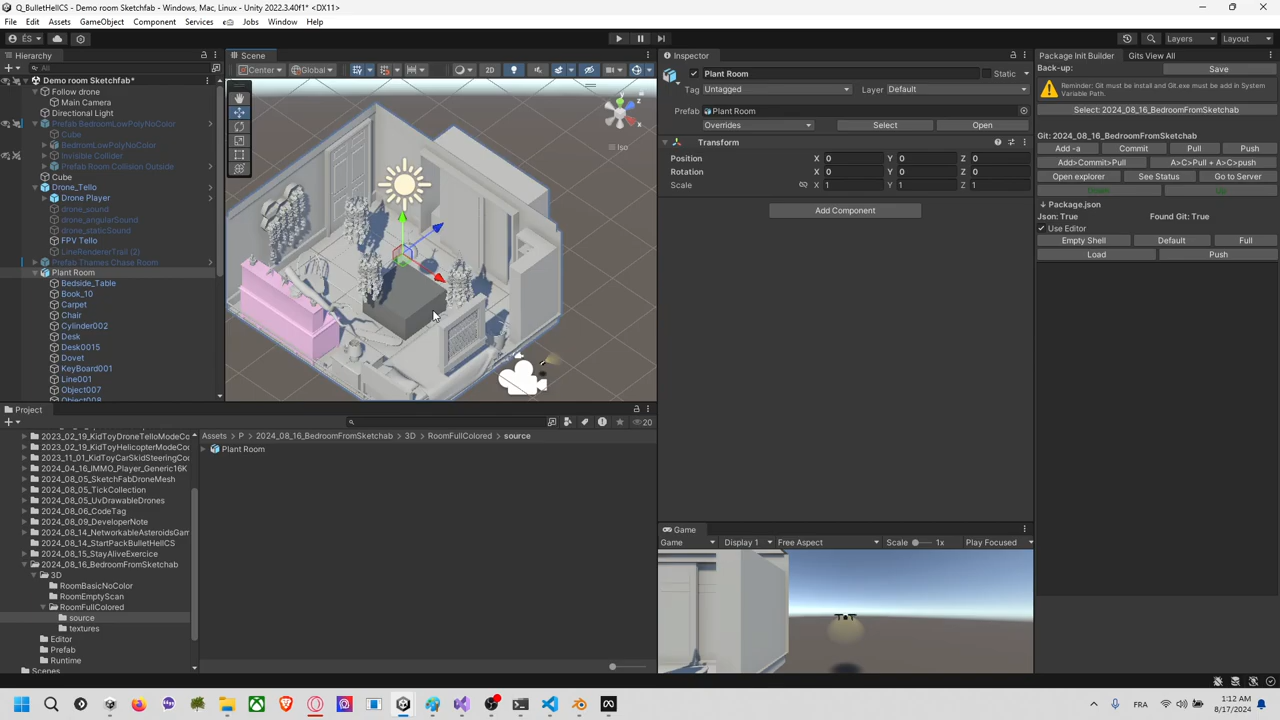 Q_BulletHellCS - Demo room Sketchfab - Windows, Mac, Linux - Unity 2022.3.40f1* <DX11>
File Edit Assets GameObject Component Services Jobs Window Help
ÉS
Layers Layout
Hierarchy
All
Demo room Sketchfab*
Follow drone
Main Camera
Directional Light
Prefab BedroomLowPolyNoColor
Cube
BedrromLowPolyNoColor
Invisible Collider
Prefab Room Collision Outside
Cube
Drone_Tello
Drone Player
drone_sound
drone_angularSound
drone_staticSound
FPV Tello
LineRendererTrail (2)
Prefab Thames Chase Room
Plant Room
Bedside_Table
Book_10
Carpet
Chair
Cylinder002
Desk
Desk0015
Dovet
KeyBoard001
Line001
Object007
Object008
Scene
Center Global
2D
y
Iso
Inspector
Plant Room Static
Tag Untagged Layer Default
Prefab Plant Room
Overrides Select Open
Transform
Position X 0 Y 0 Z 0
Rotation X 0 Y 0 Z 0
Scale X 1 Y 1 Z 1
Add Component
Package Init Builder Gits View All
Back-up: Save
Reminder: Git must be install and Git.exe must be add in System Variable Path.
Select: 2024_08_16_BedroomFromSketchab
Git: 2024_08_16_BedroomFromSketchab
Add -a Commit Pull Push
Add>Commit>Pull A>C>Pull + A>C>push
Open explorer See Status Go to Server
Package.json
Json: True Found Git: True
Use Editor
Empty Shell Default Full
Load Push
Project
20
2023_02_19_KidToyDroneTelloModeCo
2023_02_19_KidToyHelicopterModeCo
2023_11_01_KidToyCarSkidSteeringCo
2024_04_16_IMMO_Player_Generic16K
2024_08_05_SketchFabDroneMesh
2024_08_05_TickCollection
2024_08_05_UvDrawableDrones
2024_08_06_CodeTag
2024_08_09_DeveloperNote
2024_08_14_NetworkableAsteroidsGam
2024_08_14_StartPackBulletHellCS
2024_08_15_StayAliveExercice
2024_08_16_BedroomFromSketchab
3D
RoomBasicNoColor
RoomEmptyScan
RoomFullColored
source
textures
Editor
Prefab
Runtime
Scenes
Assets > P > 2024_08_16_BedroomFromSketchab > 3D > RoomFullColored > source
Plant Room
Game
Game Display 1 Free Aspect Scale 1x Play Focused
FRA 1:12 AM
8/17/2024